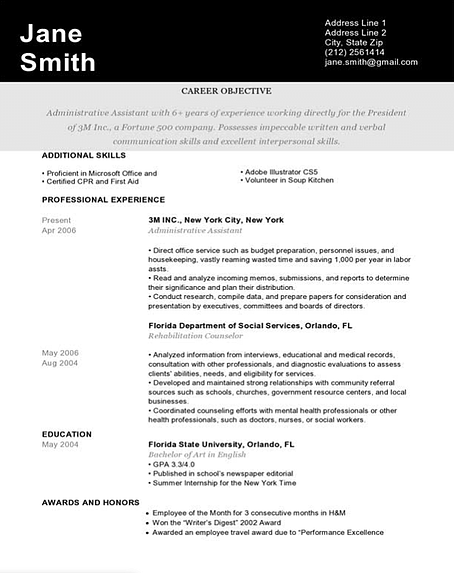 Jane
Smith
Address Line 1
Address Line 2
City, State Zip
(212) 2561414
jane.smith@gmail.com
CAREER OBJECTIVE
Administrative Assistant with 6+ years of experience working directly for the President
of 3M Inc., a Fortune 500 company. Possesses impeccable written and verbal
communication skills and excellent interpersonal skills.
ADDITIONAL SKILLS
• Proficient in Microsoft Office and
• Certified CPR and First Aid
• Adobe Illustrator CS5
• Volunteer in Soup Kitchen
PROFESSIONAL EXPERIENCE
Present
Apr 2006
3M INC., New York City, New York
Administrative Assistant
• Direct office service such as budget preparation, personnel issues, and
housekeeping, vastly reaming wasted time and saving 1,000 per year in labor
assts.
• Read and analyze incoming memos, submissions, and reports to determine
their significance and plan their distribution.
• Conduct research, compile data, and prepare papers for consideration and
presentation by executives, committees and boards of directors.
Florida Department of Social Services, Orlando, FL
Rehabilitation Counselor
May 2006
Aug 2004
• Analyzed information from interviews, educational and medical records,
consultation with other professionals, and diagnostic evaluations to assess
clients' abilities, needs, and eligibility for services.
• Developed and maintained strong relationships with community referral
sources such as schools, churches, government resource centers, and local
businesses.
• Coordinated counseling efforts with mental health professionals or other
health professionals, such as doctors, nurses, or social workers.
EDUCATION
May 2004
Florida State University, Orlando, FL
Bachelor of Art in English
• GPA 3.3/4.0
• Published in school's newspaper editorial
• Summer Internship for the New York Time
AWARDS AND HONORS
• Employee of the Month for 3 consecutive months in H&M
• Won the “Writer's Digest” 2002 Award
• Awarded an employee travel award due to “Performance Excellence